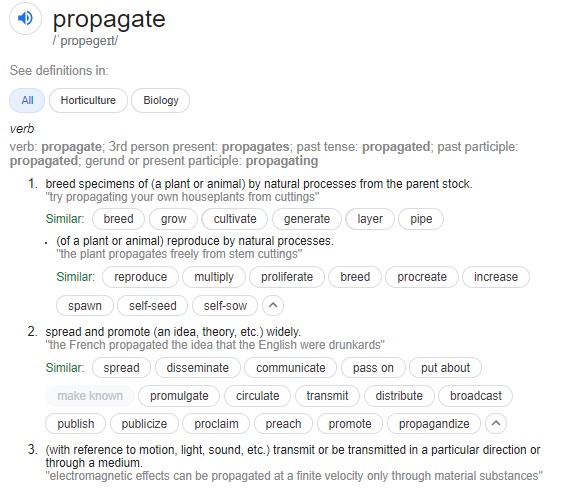 propagate
/ˈprɒpəɡeɪt/
See definitions in:
All Horticulture Biology
verb
verb: propagate; 3rd person present: propagates; past tense: propagated; past participle:
propagated; gerund or present participle: propagating
1. breed specimens of (a plant or animal) by natural processes from the parent stock.
"try propagating your own houseplants from cuttings"
Similar: breed grow cultivate generate layer pipe
• (of a plant or animal) reproduce by natural processes.
"the plant propagates freely from stem cuttings"
Similar: reproduce multiply proliferate breed procreate increase
spawn self-seed self-sow
2. spread and promote (an idea, theory, etc.) widely.
"the French propagated the idea that the English were drunkards"
Similar: spread disseminate communicate pass on put about
make known promulgate circulate transmit distribute broadcast
publish publicize proclaim preach promote propagandize
3. (with reference to motion, light, sound, etc.) transmit or be transmitted in a particular direction or
through a medium.
"electromagnetic effects can be propagated at a finite velocity only through material substances"